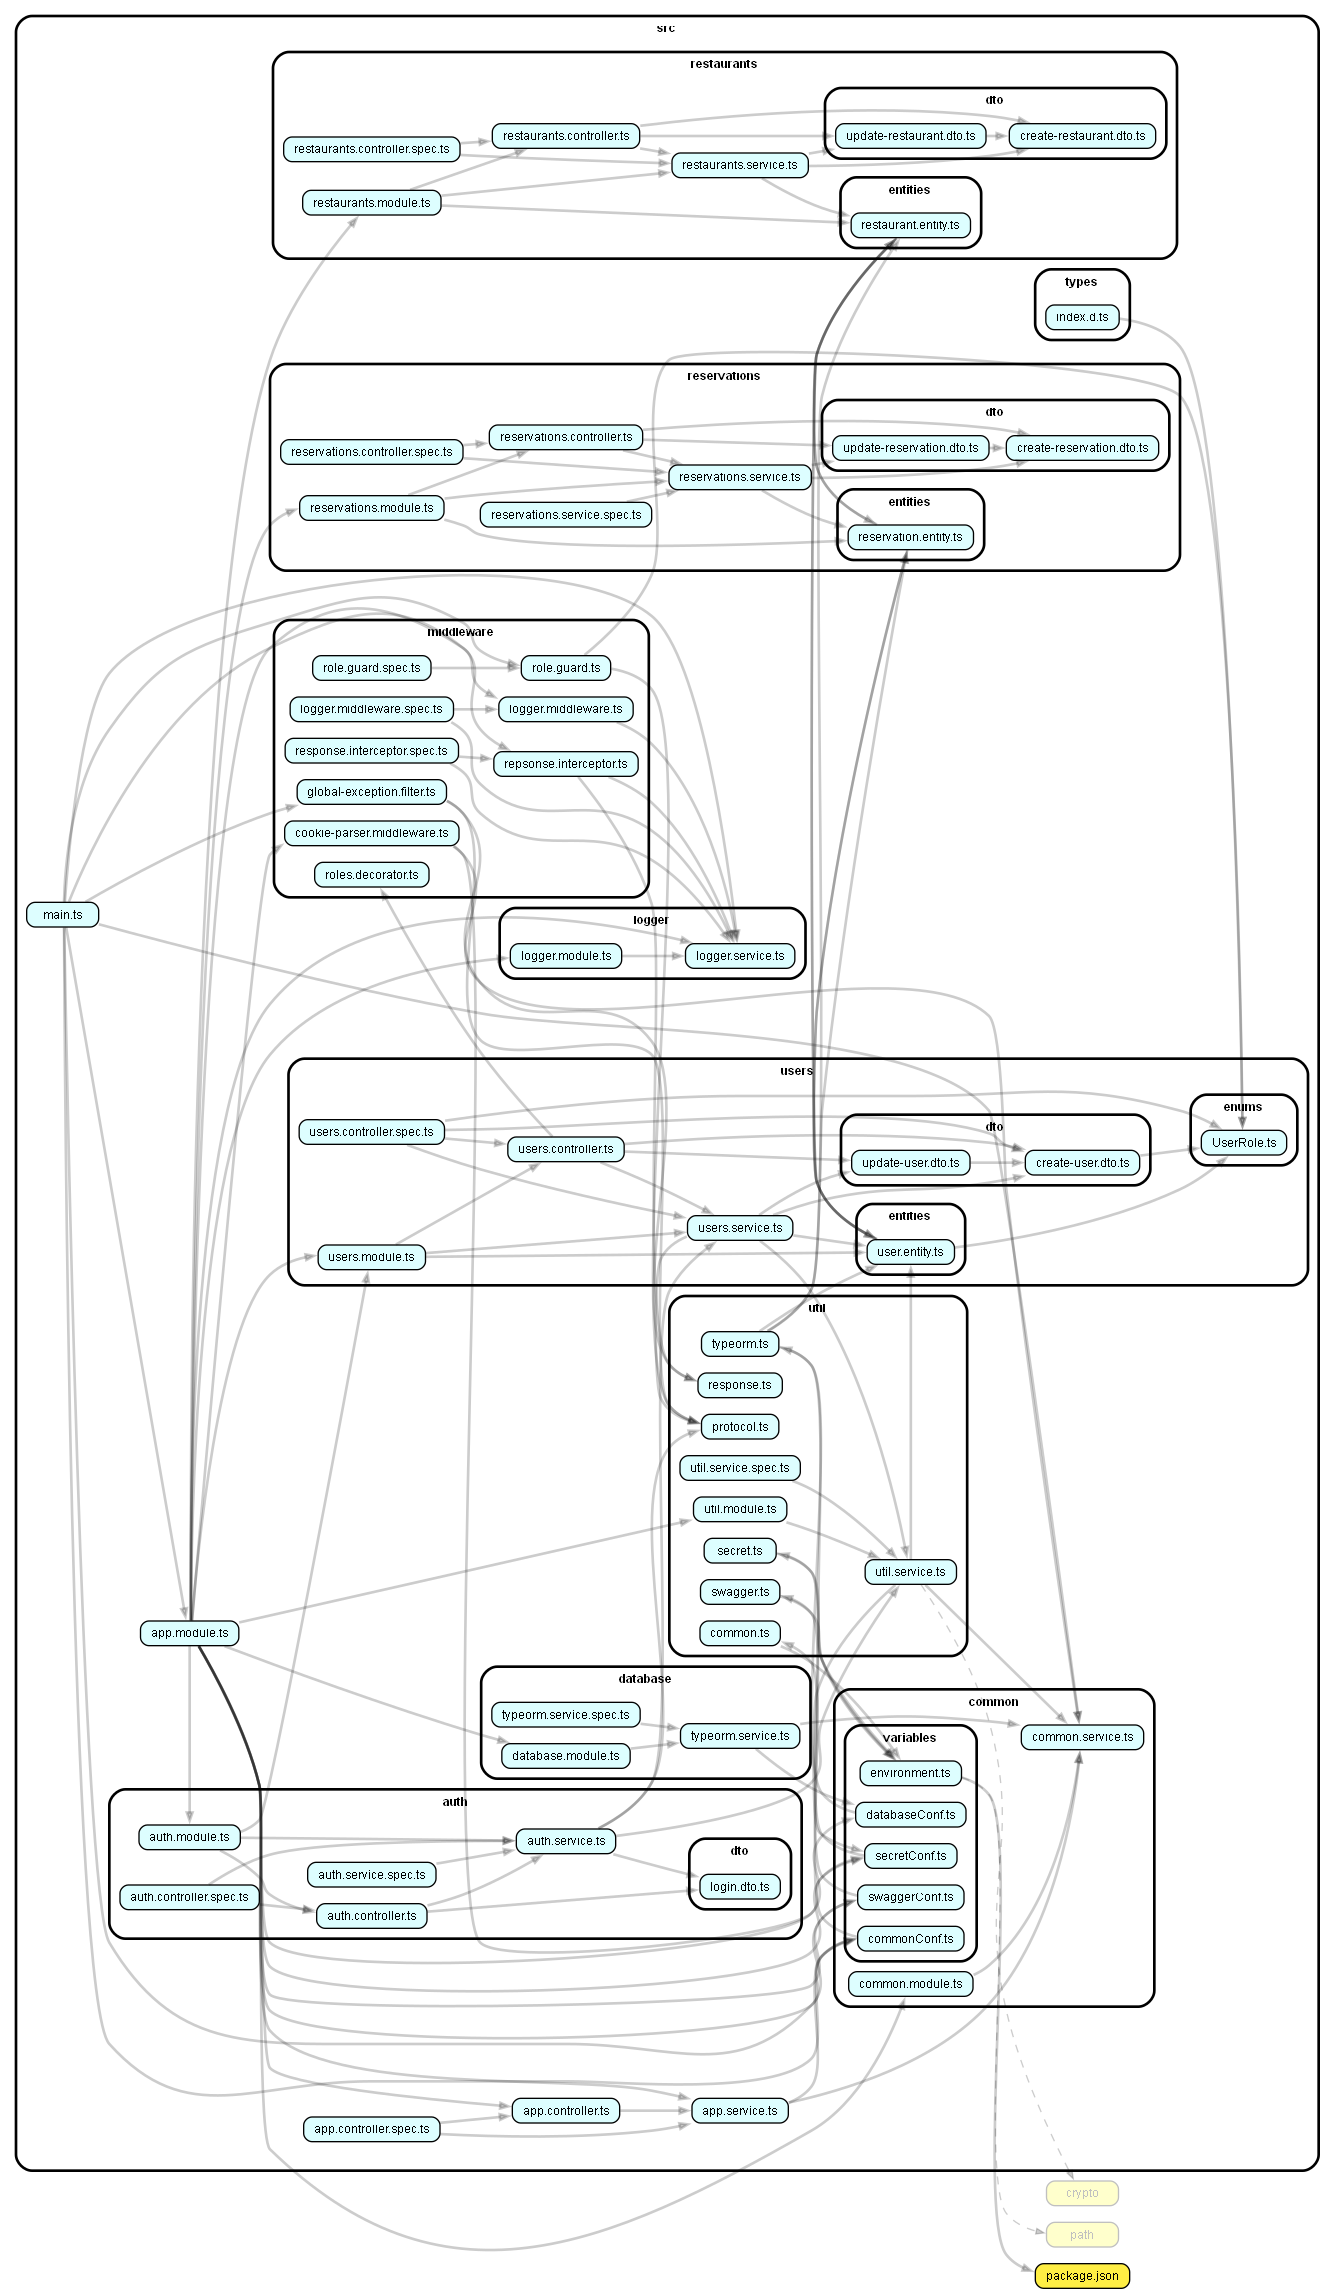 src
restaurants
dto
restaurants.controller.spec.ts
restaurants.controller.ts
update-restaurant.dto.ts
create-restaurant.dto.ts
restaurants.service.ts
restaurants.module.ts
entities
restaurant.entity.ts
types
index.d.ts
reservations
dto
reservations.controller.spec.ts
reservations.controller.ts
update-reservation.dto.ts
create-reservation.dto.ts
reservations.service.ts
reservations.module.ts
reservations.service.spec.ts
entities
reservation.entity.ts
middleware
role.guard.spec.ts
role.guard.ts
logger.middleware.spec.ts
logger.middleware.ts
response.interceptor.spec.ts
repsonse.interceptor.ts
global-exception.filter.ts
cookie-parser.middleware.ts
roles.decorator.ts
main.ts
logger
logger.module.ts
logger.service.ts
users
enums
UserRole.ts
dto
users.controller.spec.ts
users.controller.ts
update-user.dto.ts
create-user.dto.ts
users.service.ts
entities
user.entity.ts
users.module.ts
util
typeorm.ts
response.ts
protocol.ts
util.service.spec.ts
util.module.ts
secret.ts
util.service.ts
swagger.ts
common.ts
app.module.ts
database
typeorm.service.spec.ts
typeorm.service.ts
database.module.ts
common
common.service.ts
variables
environment.ts
databaseConf.ts
secretConf.ts
swaggerConf.ts
commonConf.ts
common.module.ts
auth
auth.module.ts
auth.service.ts
auth.service.spec.ts
dto
login.dto.ts
auth.controller.spec.ts
auth.controller.ts
app.controller.ts
app.service.ts
app.controller.spec.ts
crypto
path
package.json